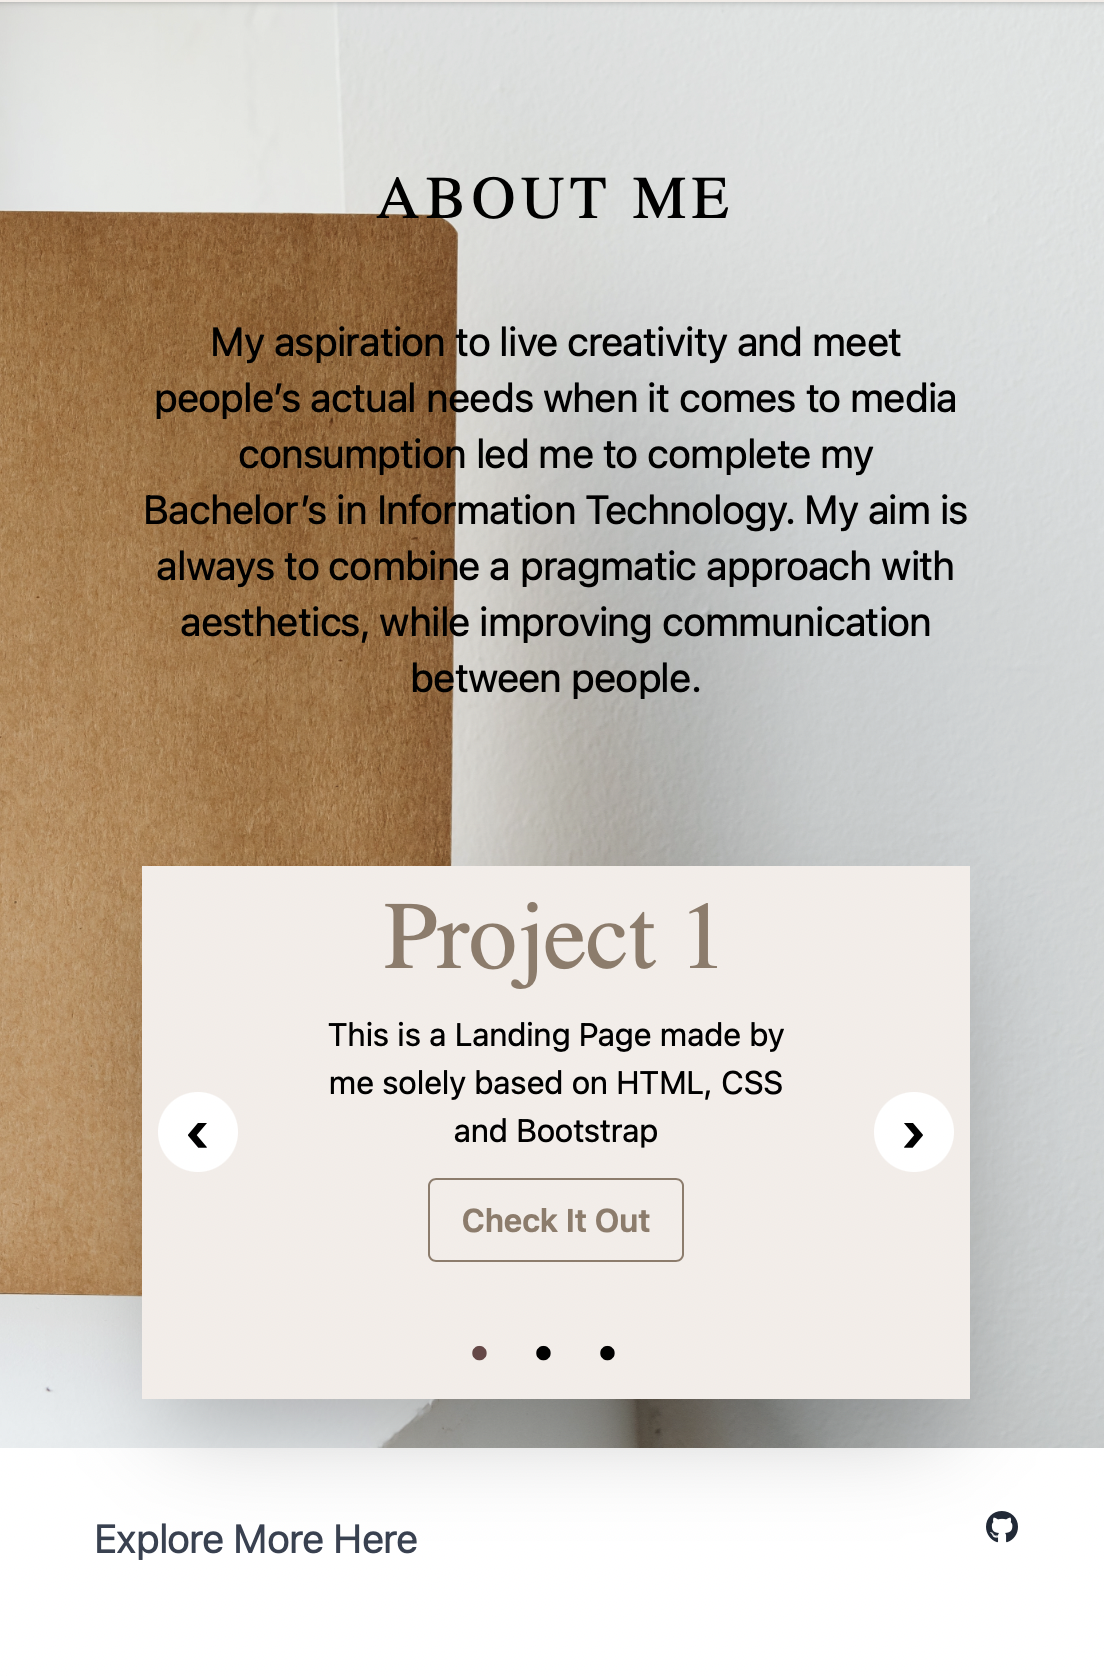 ABOUT ME
My aspiration to live creativity and meet
people’s actual needs when it comes to media
consumption led me to complete my
Bachelor’s in Information Technology. My aim is
always to combine a pragmatic approach with
aesthetics, while improving communication
between people.
Project 1
This is a Landing Page made by
me solely based on HTML, CSS
and Bootstrap
‹ ›
Check It Out
Explore More Here